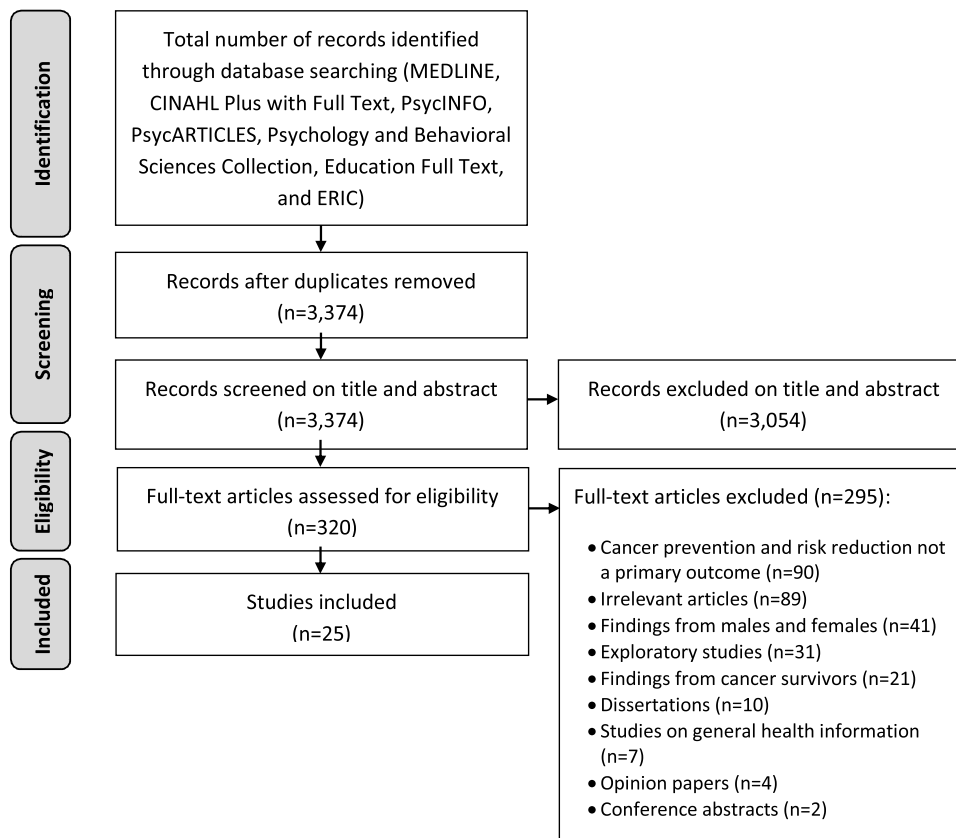 Identification
Total number of records identified
through database searching (MEDLINE,
CINAHL Plus with Full Text, PsycINFO,
PsycARTICLES, Psychology and Behavioral
Sciences Collection, Education Full Text,
and ERIC)
Screening
Records after duplicates removed
(n=3,374)
Records screened on title and abstract
(n=3,374)
Records excluded on title and abstract
(n=3,054)
Eligibility
Full-text articles assessed for eligibility
(n=320)
Full-text articles excluded (n=295):
• Cancer prevention and risk reduction not
a primary outcome (n=90)
• Irrelevant articles (n=89)
• Findings from males and females (n=41)
• Exploratory studies (n=31)
• Findings from cancer survivors (n=21)
• Dissertations (n=10)
• Studies on general health information
(n=7)
• Opinion papers (n=4)
• Conference abstracts (n=2)
Included
Studies included
(n=25)